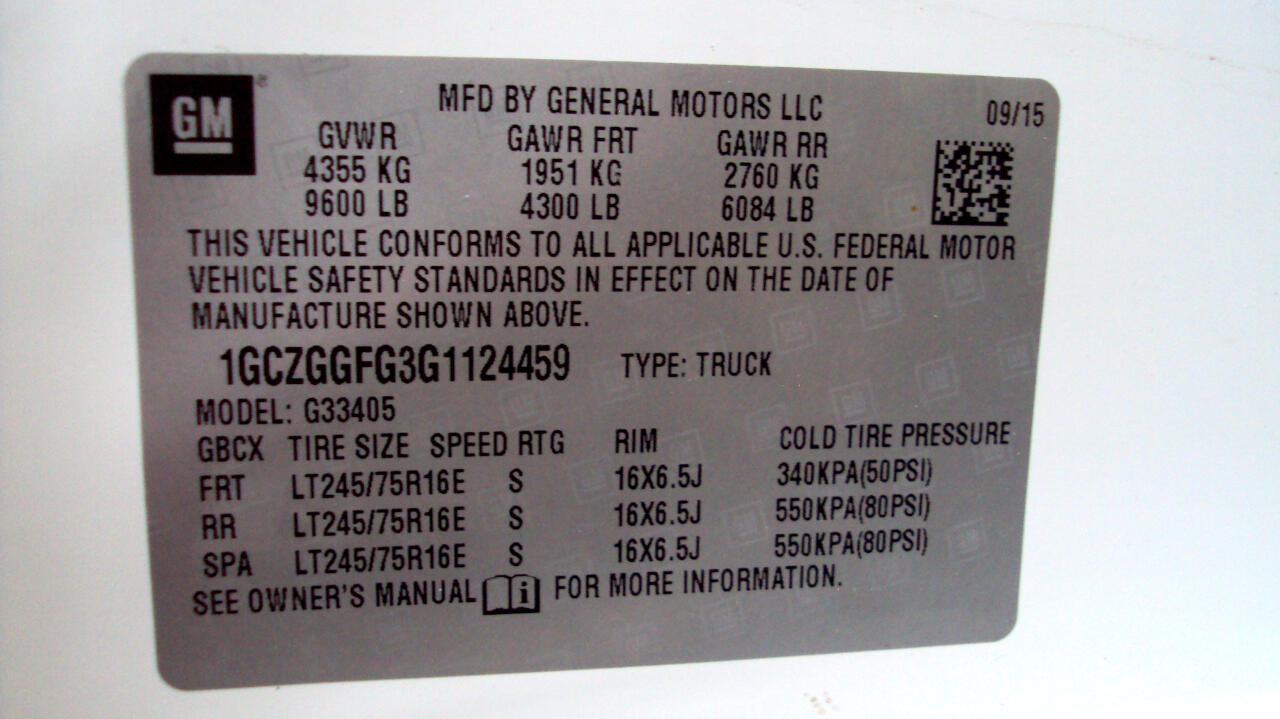 GM ®
MFD BY GENERAL MOTORS LLC 09/15
GVWR GAWR FRT GAWR RR
4355 KG 1951 KG 2760 KG
9600 LB 4300 LB 6084 LB
THIS VEHICLE CONFORMS TO ALL APPLICABLE U.S. FEDERAL MOTOR
VEHICLE SAFETY STANDARDS IN EFFECT ON THE DATE OF
MANUFACTURE SHOWN ABOVE.
1GCZGGFG3G1124459 TYPE: TRUCK
MODEL: G33405
GBCX TIRE SIZE SPEED RTG RIM COLD TIRE PRESSURE
FRT LT245/75R16E S 16X6.5J 340KPA(50PSI)
RR LT245/75R16E S 16X6.5J 550KPA(80PSI)
SPA LT245/75R16E S 16X6.5J 550KPA(80PSI)
SEE OWNER'S MANUAL i FOR MORE INFORMATION.